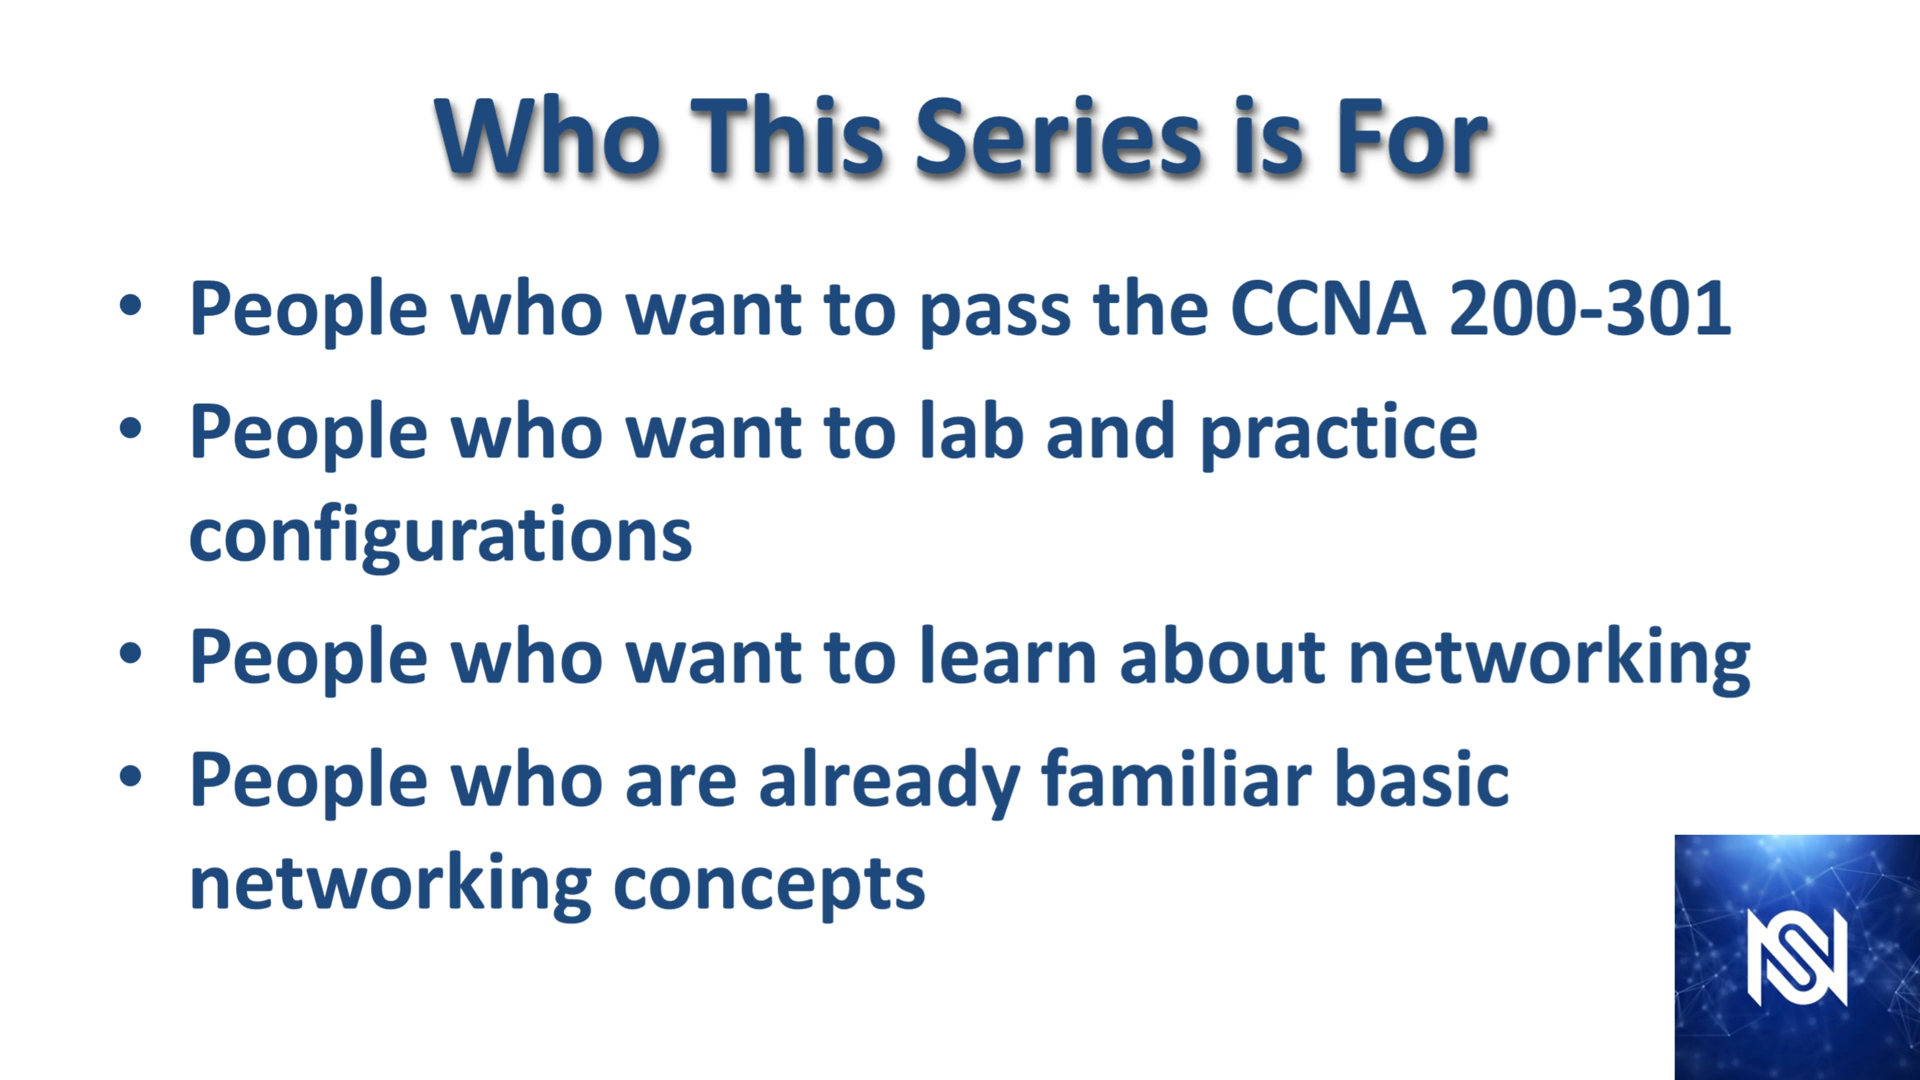 Who This Series is For
• People who want to pass the CCNA 200-301
• People who want to lab and practice
configurations
• People who want to learn about networking
• People who are already familiar basic
networking concepts